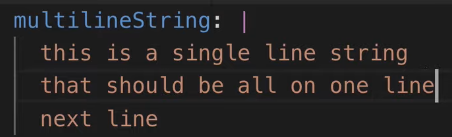 multilineString: |
  this is a single line string
  that should be all on one line
  next line